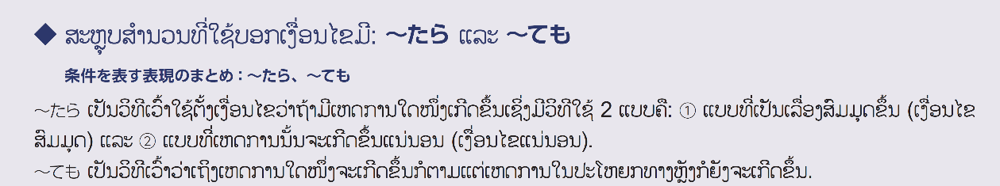 ◆ ສະຫຼຸບສຳນວນທີ່ໃຊ້ບອກເງື່ອນໄຂມີ: ～たら ແລະ ～ても
条件を表す表現のまとめ：～たら、～ても
～たら ເປັນວິທີເວົ້າໃຊ້ຕັ້ງເງື່ອນໄຂວ່າຖ້າມີເຫດການໃດໜຶ່ງເກີດຂຶ້ນເຊິ່ງມີວິທີໃຊ້ 2 ແບບຄື: ① ແບບທີ່ເປັນເລື່ອງສົມມຸດຂຶ້ນ (ເງື່ອນໄຂ
ສົມມຸດ) ແລະ ② ແບບທີ່ເຫດການນັ້ນຈະເກີດຂຶ້ນແນ່ນອນ (ເງື່ອນໄຂແນ່ນອນ).
～ても ເປັນວິທີເວົ້າວ່າເຖິງເຫດການໃດໜຶ່ງຈະເກີດຂຶ້ນກໍຕາມແຕ່ເຫດການໃນປະໂຫຍກທາງຫຼັງກໍຍັງຈະເກີດຂຶ້ນ.